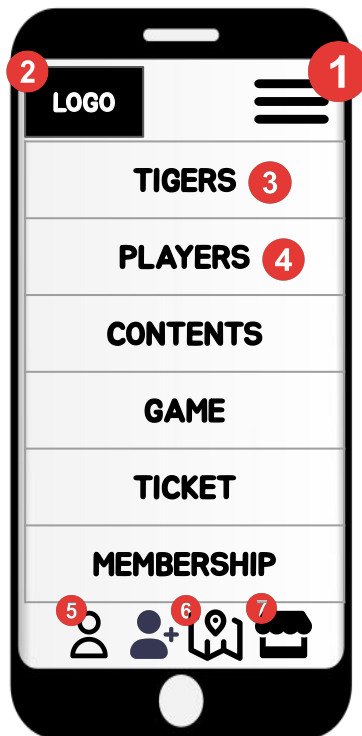 2
LOGO
1
TIGERS 3
PLAYERS 4
CONTENTS
GAME
TICKET
MEMBERSHIP
5 6 7